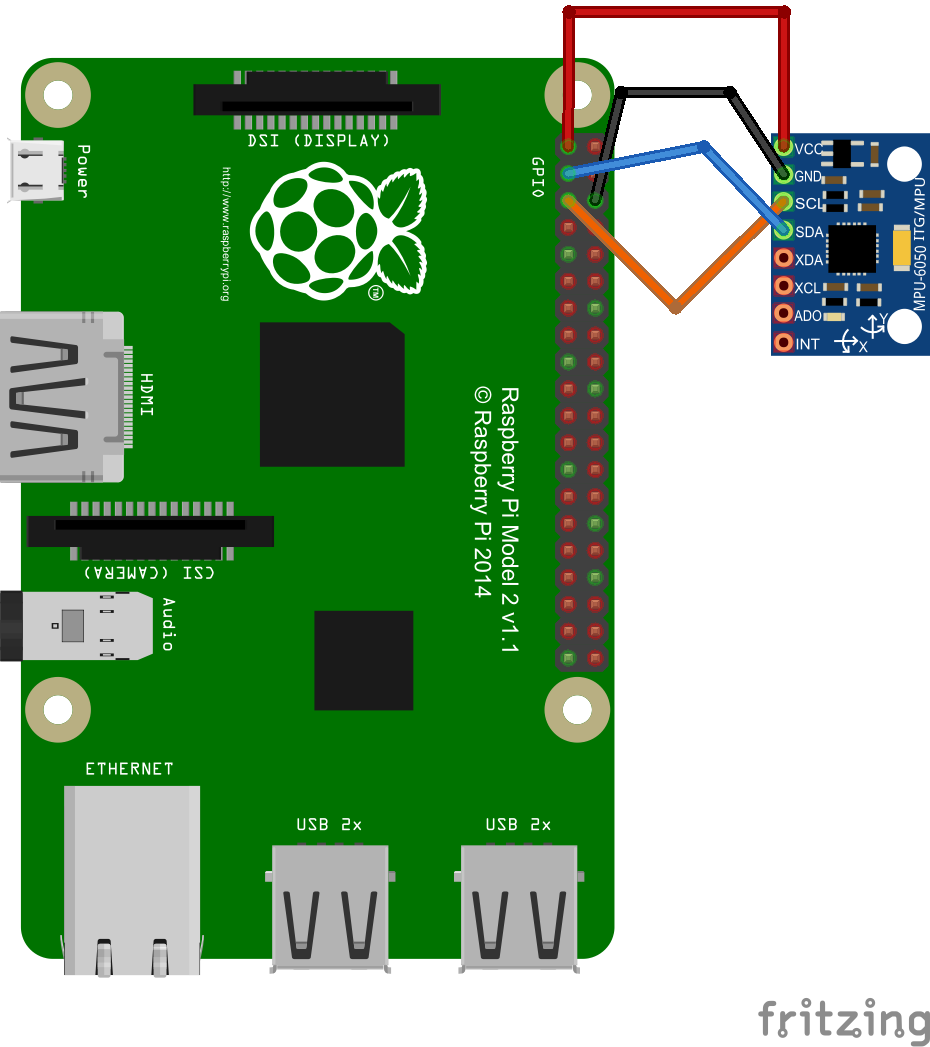 DSI (DISPLAY)
Power
http://www.raspberrypi.org
TM
GPIO
VCC
GND
SCL
SDA
XDA
XCL
ADO
INT
MPU-6050 ITG/MPU
Y
X
HDMI
Raspberry Pi Model 2 v1.1
© Raspberry Pi 2014
CSI (CAMERA)
Audio
ETHERNET
USB 2x
USB 2x
fritzing